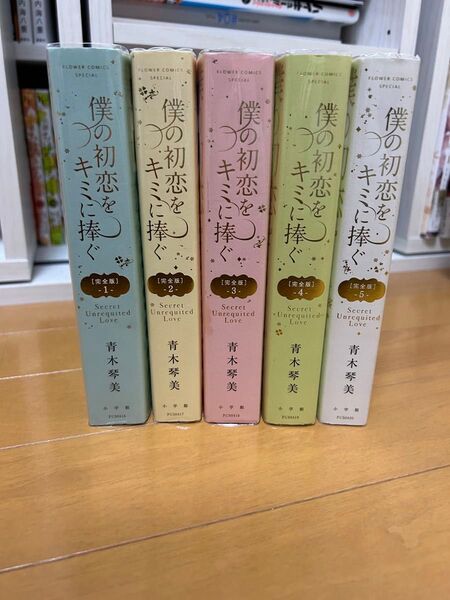 FLOWER COMICS
SPECIAL
僕の初恋を
キミに捧ぐ
【完全版】
-1-
Secret
Unrequited
Love
青木琴美
小学館
FLOWER COMICS
SPECIAL
僕の初恋を
キミに捧ぐ
【完全版】
-2-
Secret
Unrequited
Love
青木琴美
小学館
FLOWER COMICS
SPECIAL
僕の初恋を
キミに捧ぐ
【完全版】
-3-
Secret
Unrequited
Love
青木琴美
小学館
FLOWER COMICS
SPECIAL
僕の初恋を
キミに捧ぐ
【完全版】
-4-
Secret
Unrequited
Love
青木琴美
小学館
FLOWER COMICS
SPECIAL
僕の初恋を
キミに捧ぐ
【完全版】
-5-
Secret
Unrequited
Love
青木琴美
小学館